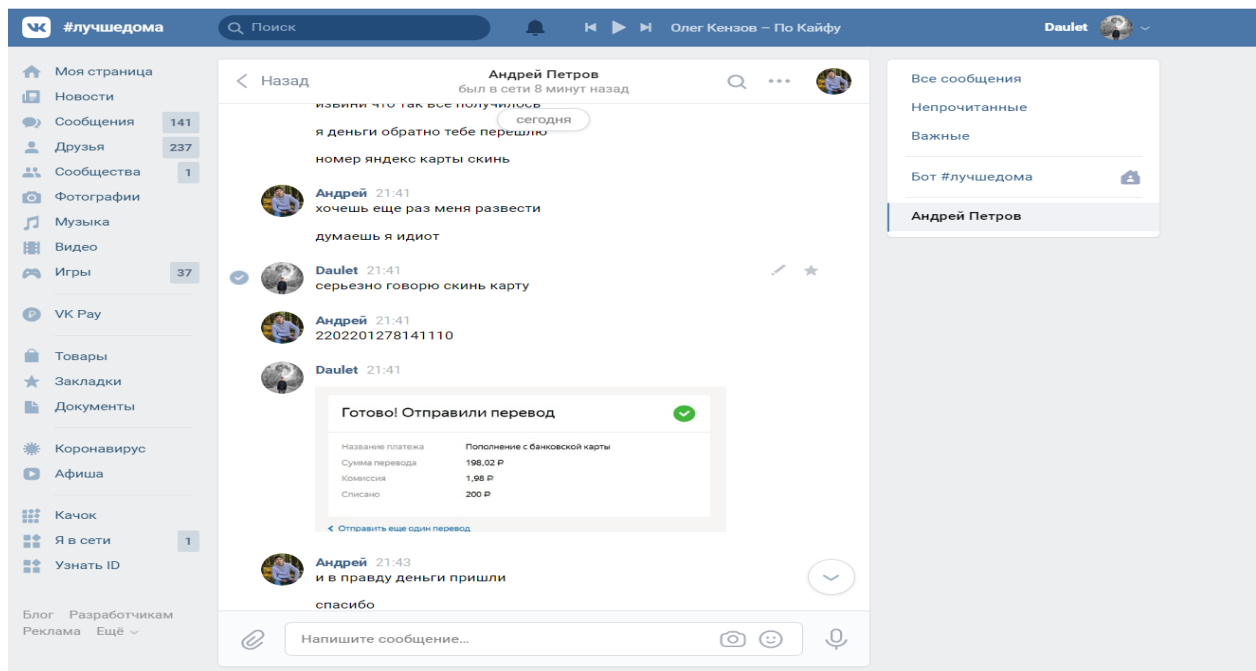 #лучшедома
Поиск
Олег Кензов – По Кайфу
Daulet
Моя страница
Новости
Сообщения 141
Друзья 237
Сообщества 1
Фотографии
Музыка
Видео
Игры 37
VK Pay
Товары
Закладки
Документы
Коронавирус
Афиша
Качок
Я в сети 1
Узнать ID
Блог Разработчикам
Реклама Ещё
Назад
Андрей Петров
был в сети 8 минут назад
извини что так все получилось
сегодня
я деньги обратно тебе перешлю
номер яндекс карты скинь
Андрей 21:41
хочешь еще раз меня развести
думаешь я идиот
Daulet 21:41
серьезно говорю скинь карту
Андрей 21:41
2202201278141110
Daulet 21:41
Готово! Отправили перевод
Название платежа Пополнение с банковской карты
Сумма перевода 198,02 ₽
Комиссия 1,98 ₽
Списано 200 ₽
Отправить еще один перевод
Андрей 21:43
и в правду деньги пришли
спасибо
Напишите сообщение...
Все сообщения
Непрочитанные
Важные
Бот #лучшедома
Андрей Петров